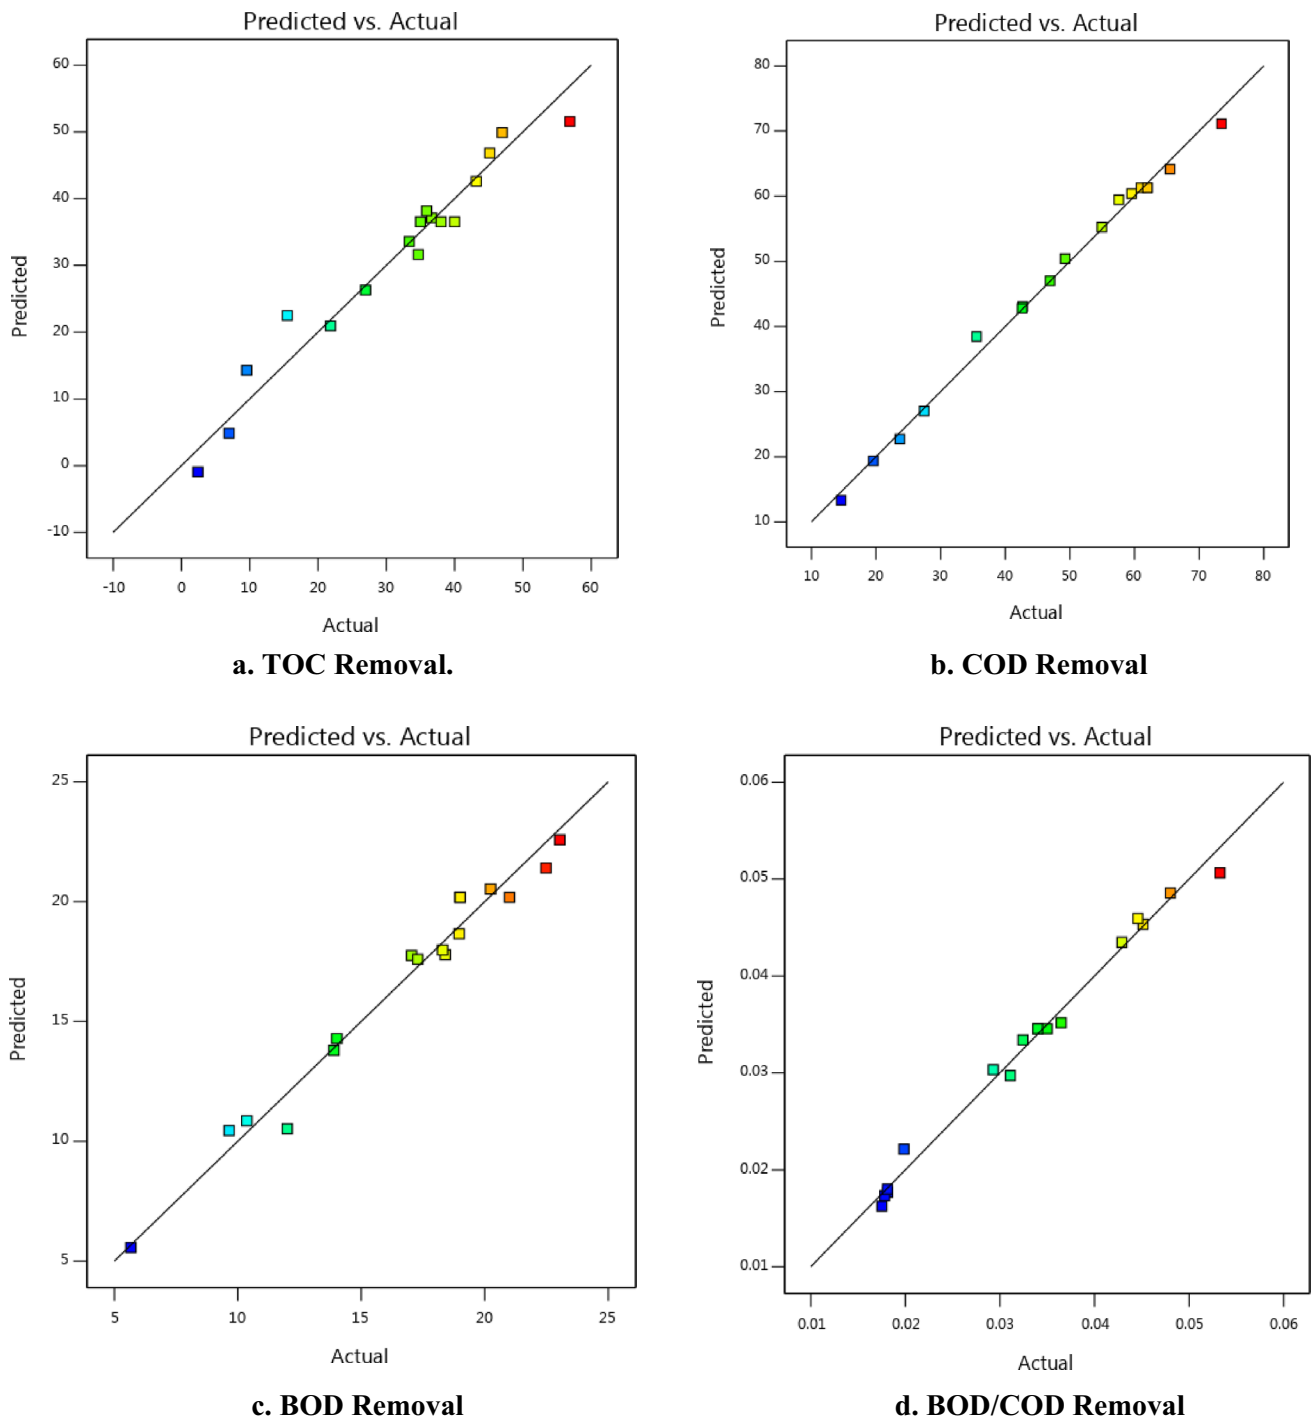 Predicted vs. Actual
60
50
40
30
20
10
0
-10
Predicted
-10 0 10 20 30 40 50 60
Actual
a. TOC Removal.
Predicted vs. Actual
80
70
60
50
40
30
20
10
Predicted
10 20 30 40 50 60 70 80
Actual
b. COD Removal
Predicted vs. Actual
25
20
15
10
5
Predicted
5 10 15 20 25
Actual
c. BOD Removal
Predicted vs. Actual
0.06
0.05
0.04
0.03
0.02
0.01
Predicted
0.01 0.02 0.03 0.04 0.05 0.06
Actual
d. BOD/COD Removal